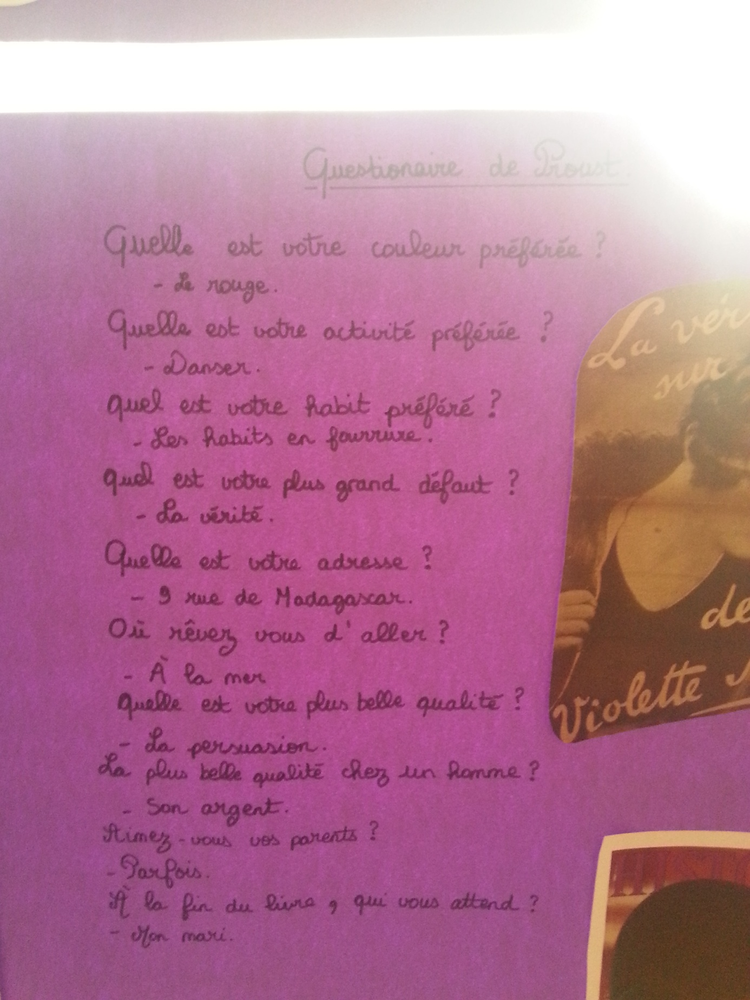 Questionaire de Proust.
Quelle est votre couleur préférée ?
- Le rouge.
Quelle est votre activité préférée ?
- Danser.
Quel est votre habit préféré ?
- Les habits en fourrure.
Quel est votre plus grand défaut ?
- La vérité.
Quelle est votre adresse ?
- 9 rue de Madagascar.
Où rêvez vous d'aller ?
- À la mer
Quelle est votre plus belle qualité ?
- La persuasion.
La plus belle qualité chez un homme ?
- Son argent.
Aimez-vous vos parents ?
- Parfois.
À la fin du livre, qui vous attend ?
- Mon mari.
La vér
sur
de
Violette